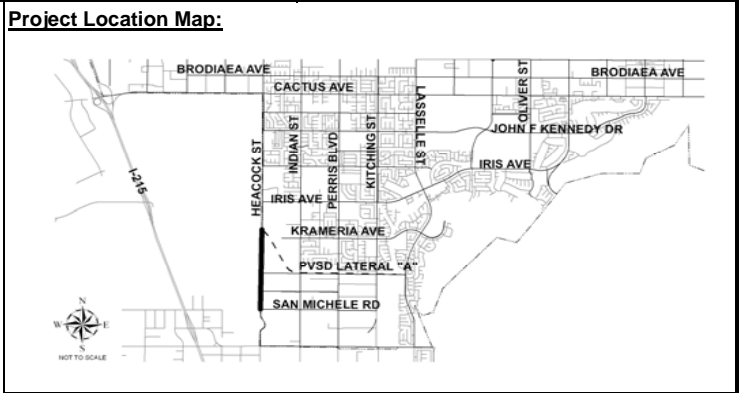 Project Location Map:
BRODIAEA AVE
BRODIAEA AVE
CACTUS AVE
OLIVER ST
LASSELLE ST
INDIAN ST
PERRIS BLVD
KITCHING ST
JOHN F KENNEDY DR
HEACOCK ST
I-215
IRIS AVE
IRIS AVE
KRAMERIA AVE
PVSD LATERAL "A"
SAN MICHELE RD
N
W
E
S
NOT TO SCALE